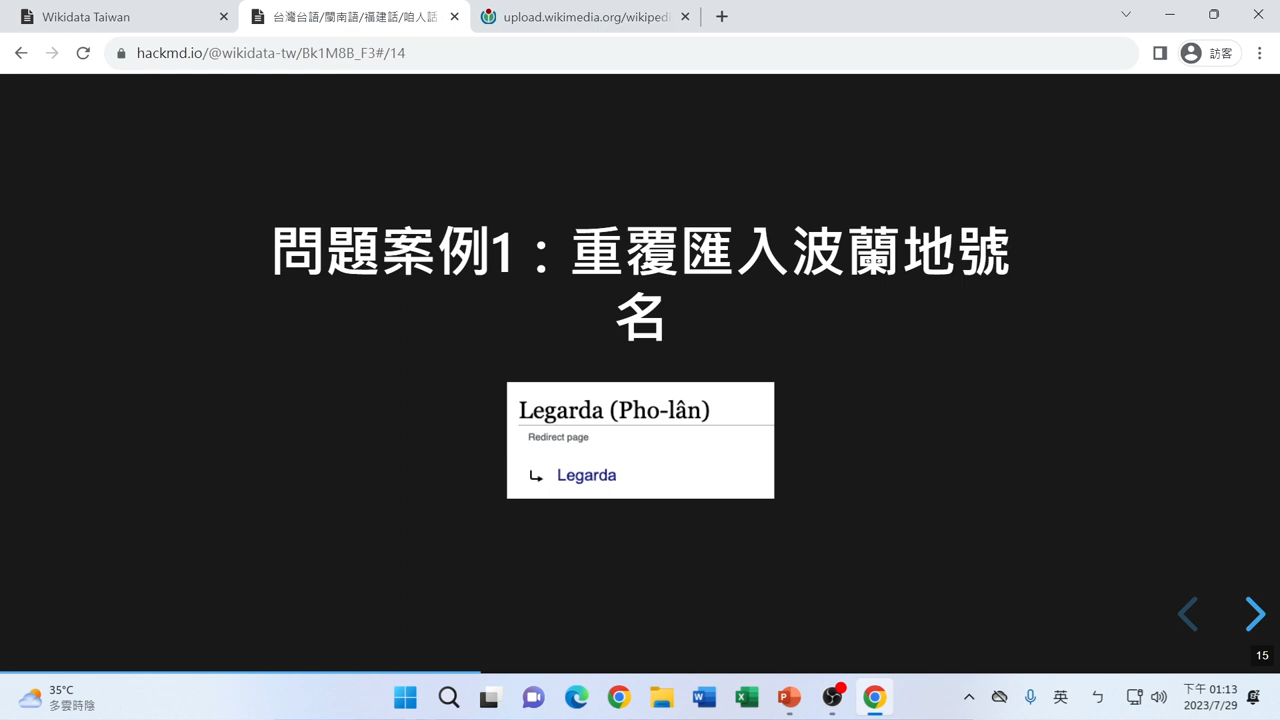 Wikidata Taiwan
台灣台語/閩南語/福建話/咱人話
upload.wikimedia.org/wikipedi
hackmd.io/@wikidata-tw/Bk1M8B_F3#/14
訪客
問題案例1：重覆匯入波蘭地號
名
Legarda (Pho-lân)
Redirect page
Legarda
15
35°C
多雲時陰
英
ㄅ
下午 01:13
2023/7/29